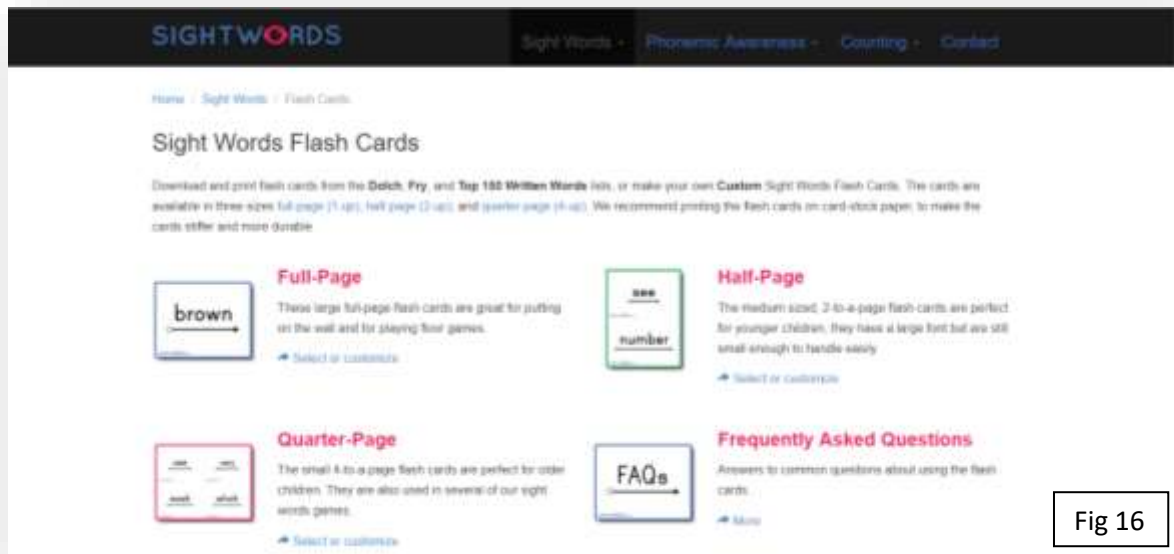 SIGHTWORDS
Sight Words Phonemic Awareness Counting Contact
Home / Sight Words / Flash Cards
Sight Words Flash Cards
Download and print flash cards from the Dolch, Fry, and Top 150 Written Words lists, or make your own Custom Sight Words Flash Cards. The cards are
available in three sizes full-page (1-up), half page (2-up), and quarter-page (4-up). We recommend printing the flash cards on card-stock paper, to make the
cards stiffer and more durable
brown
Full-Page
These large full-page flash cards are great for putting
on the wall and for playing floor games.
Select or customize
see
number
Half-Page
The medium sized, 2-to-a-page flash cards are perfect
for younger children, they have a large font but are still
small enough to handle easily
Select or customize
Quarter-Page
The small 4-to-a-page flash cards are perfect for older
children. They are also used in several of our sight
words games.
Select or customize
FAQs
Frequently Asked Questions
Answers to common questions about using the flash
cards.
More
Fig 16